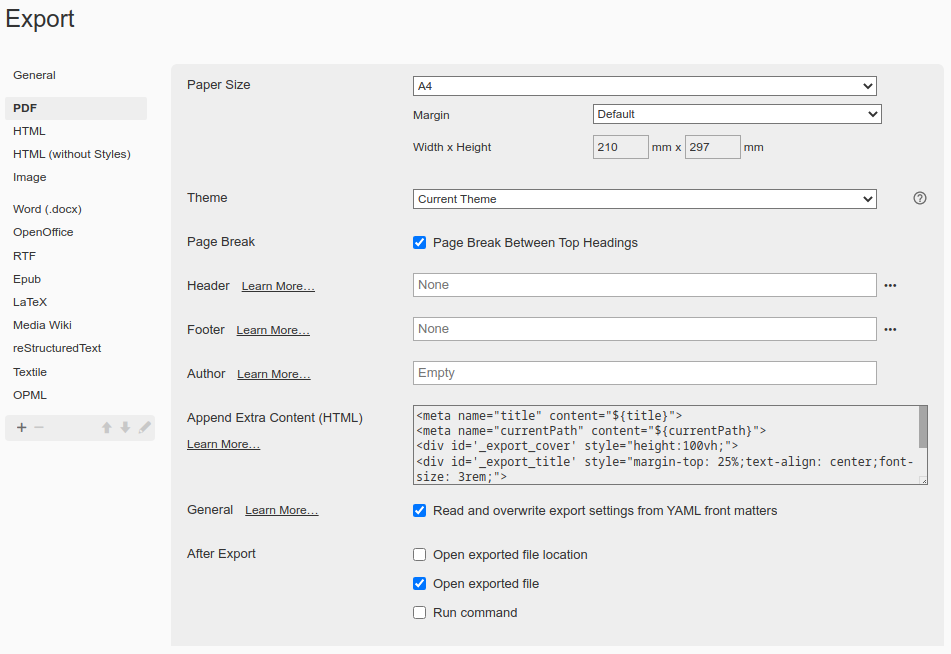 Export
General
PDF
HTML
HTML (without Styles)
Image
Word (.docx)
OpenOffice
RTF
Epub
LaTeX
Media Wiki
reStructuredText
Textile
OPML
Paper Size
A4
Margin
Default
Width x Height
210 mm x 297 mm
Theme
Current Theme
Page Break
Page Break Between Top Headings
Header Learn More…
None
Footer Learn More…
None
Author Learn More…
Empty
Append Extra Content (HTML)
Learn More…
<meta name="title" content="${title}">
<meta name="currentPath" content="${currentPath}">
<div id='_export_cover' style="height:100vh;">
<div id='_export_title' style="margin-top: 25%;text-align: center;font-
size: 3rem;">
General Learn More…
Read and overwrite export settings from YAML front matters
After Export
Open exported file location
Open exported file
Run command